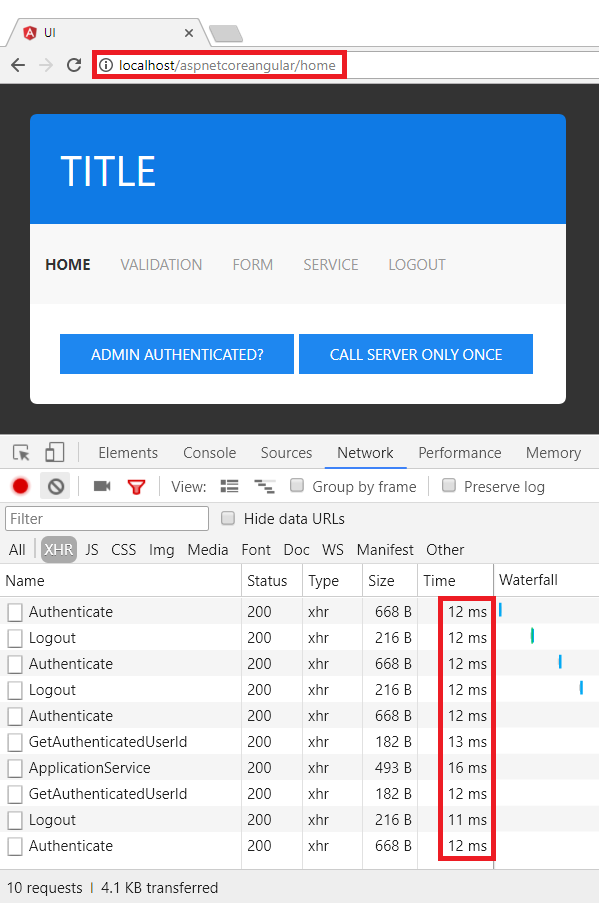 UI
localhost/aspnetcoreangular/home
TITLE
HOME VALIDATION FORM SERVICE LOGOUT
ADMIN AUTHENTICATED? CALL SERVER ONLY ONCE
Elements Console Sources Network Performance Memory
View: Group by frame Preserve log
Filter Hide data URLs
All XHR JS CSS Img Media Font Doc WS Manifest Other
Name Status Type Size Time Waterfall
Authenticate 200 xhr 668 B 12 ms
Logout 200 xhr 216 B 12 ms
Authenticate 200 xhr 668 B 12 ms
Logout 200 xhr 216 B 12 ms
Authenticate 200 xhr 668 B 12 ms
GetAuthenticatedUserId 200 xhr 182 B 13 ms
ApplicationService 200 xhr 493 B 16 ms
GetAuthenticatedUserId 200 xhr 182 B 12 ms
Logout 200 xhr 216 B 11 ms
Authenticate 200 xhr 668 B 12 ms
10 requests 4.1 KB transferred